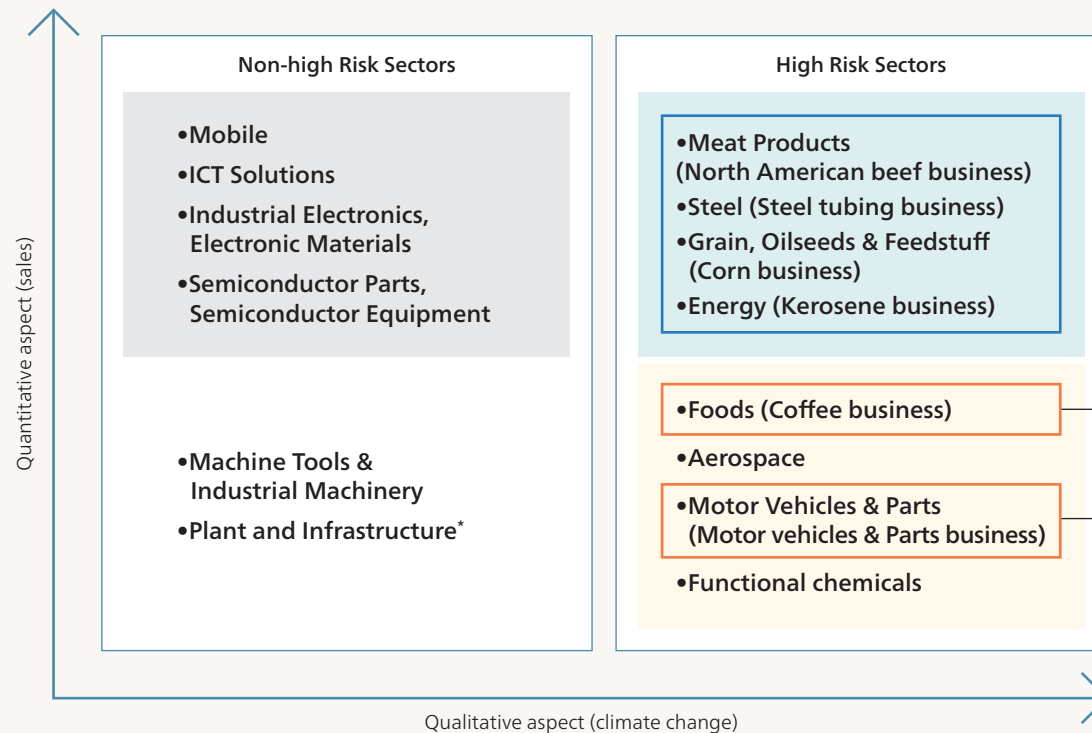 Quantitative aspect (sales)
Non-high Risk Sectors
•Mobile
•ICT Solutions
•Industrial Electronics,
Electronic Materials
•Semiconductor Parts,
Semiconductor Equipment
•Machine Tools &
Industrial Machinery
•Plant and Infrastructure*
High Risk Sectors
•Meat Products
(North American beef business)
•Steel (Steel tubing business)
•Grain, Oilseeds & Feedstuff
(Corn business)
•Energy (Kerosene business)
•Foods (Coffee business)
•Aerospace
•Motor Vehicles & Parts
(Motor vehicles & Parts business)
•Functional chemicals
Qualitative aspect (climate change)